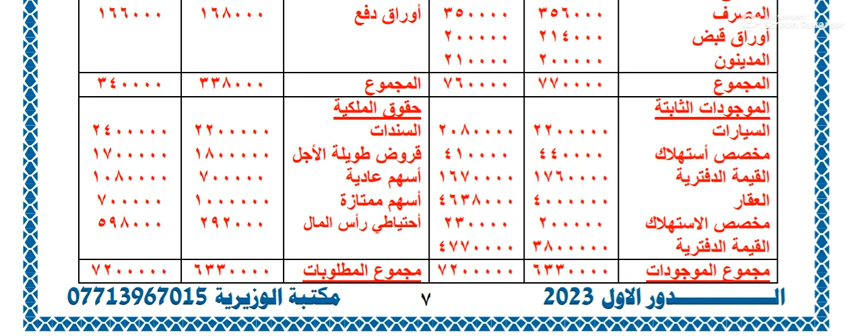 المصرف ٣٥٦٠٠٠ ٣٥٠٠٠٠ أوراق دفع ١٦٨٠٠٠ ١٦٦٠٠٠
أوراق قبض ٢١٤٠٠٠ ٢٠٠٠٠٠
المدينون ٢٠٠٠٠٠ ٢١٠٠٠٠
المجموع ٧٧٠٠٠٠ ٧٦٠٠٠٠ المجموع ٣٣٨٠٠٠ ٣٤٠٠٠٠
الموجودات الثابتة حقوق الملكية
السيارات ٢٢٠٠٠٠٠ ٢٠٨٠٠٠٠ السندات ٢٢٠٠٠٠٠ ٢٤٠٠٠٠٠
مخصص أستهلاك ٤٤٠٠٠٠ ٤١٠٠٠٠ قروض طويلة الأجل ١٨٠٠٠٠٠ ١٧٠٠٠٠٠
القيمة الدفترية ١٧٦٠٠٠٠ ١٦٧٠٠٠٠ أسهم عادية ٧٠٠٠٠٠ ١٠٨٠٠٠٠
العقار ٤٠٠٠٠٠٠ ٤٦٣٨٠٠٠ أسهم ممتازة ١٠٠٠٠٠٠ ٧٠٠٠٠٠
مخصص الاستهلاك ٢٠٠٠٠٠ ٢٣٠٠٠٠ أحتياطي رأس المال ٢٩٢٠٠٠ ٥٩٨٠٠٠
القيمة الدفترية ٣٨٠٠٠٠٠ ٤٧٧٠٠٠٠
مجموع الموجودات ٦٣٣٠٠٠٠ ٧٢٠٠٠٠٠ مجموع المطلوبات ٦٣٣٠٠٠٠ ٧٢٠٠٠٠٠
الـــدور الاول 2023 ٧ مكتبة الوزيرية 07713967015